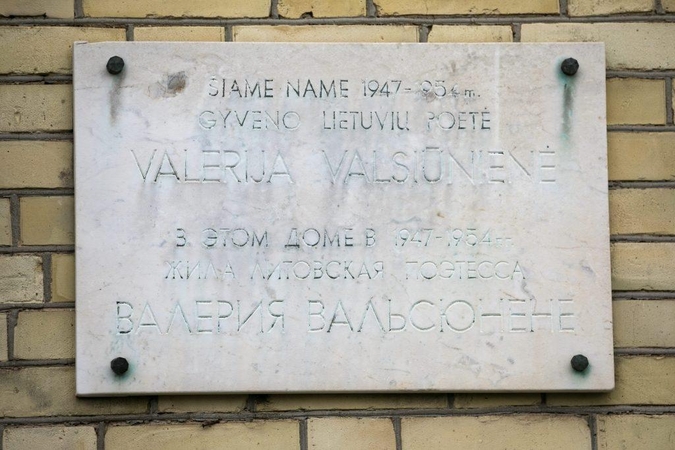 ŠIAME NAME 1947-1954 m.
GYVENO LIETUVIŲ POETĖ
VALERIJA VALSIŪNIENĖ
В ЭТОМ ДОМЕ В 1947-1954 гг.
ЖИЛА ЛИТОВСКАЯ ПОЭТЕССА
ВАЛЕРИЯ ВАЛЬСЮНЕНЕ